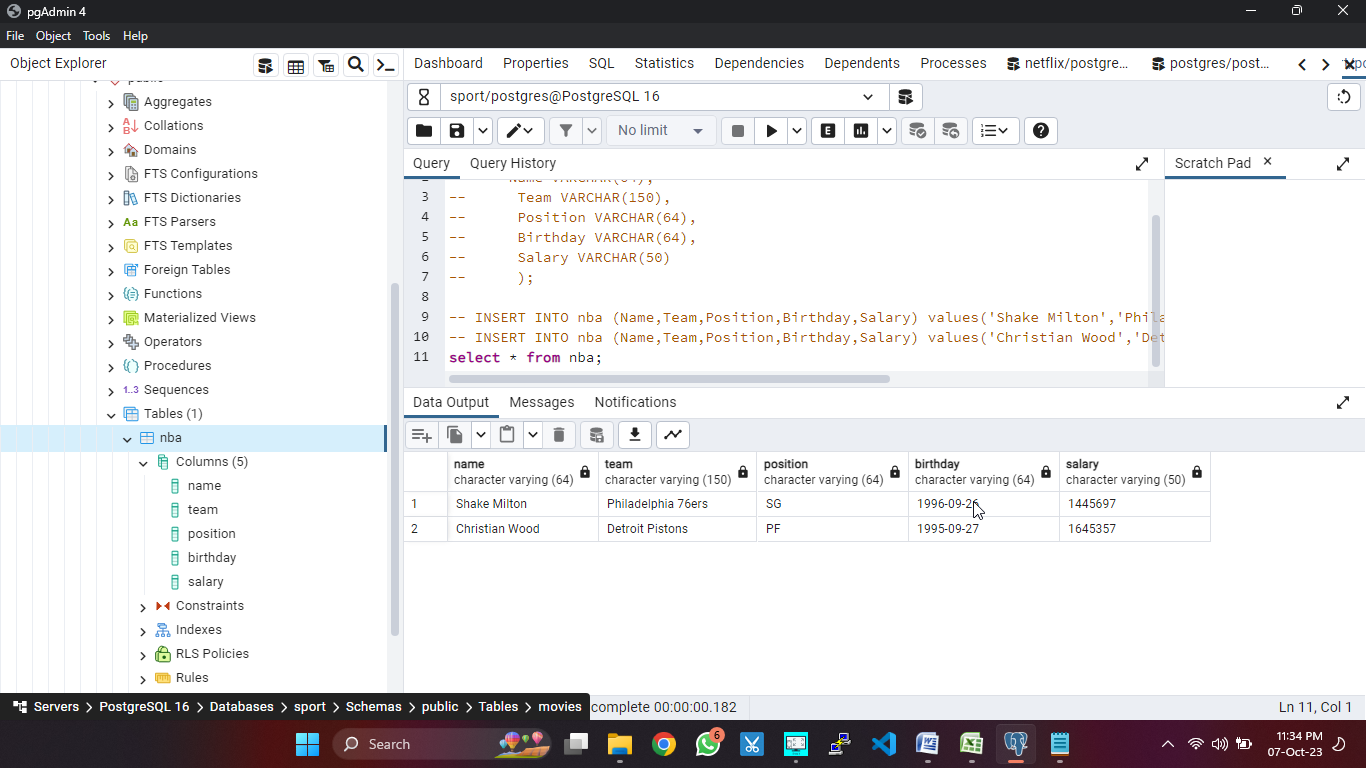 pgAdmin 4
File Object Tools Help
Object Explorer
Dashboard Properties SQL Statistics Dependencies Dependents Processes netflix/postgre... postgres/post...
public
Aggregates
Collations
Domains
FTS Configurations
FTS Dictionaries
FTS Parsers
FTS Templates
Foreign Tables
Functions
Materialized Views
Operators
Procedures
1..3 Sequences
Tables (1)
nba
Columns (5)
name
team
position
birthday
salary
Constraints
Indexes
RLS Policies
Rules
sport/postgres@PostgreSQL 16
No limit
E
Query Query History
Scratch Pad
Name VARCHAR(64),
3 -- Team VARCHAR(150),
4 -- Position VARCHAR(64),
5 -- Birthday VARCHAR(64),
6 -- Salary VARCHAR(50)
7 -- );
8
9 -- INSERT INTO nba (Name,Team,Position,Birthday,Salary) values('Shake Milton','Phila
10 -- INSERT INTO nba (Name,Team,Position,Birthday,Salary) values('Christian Wood','Det
11 select * from nba;
Data Output Messages Notifications
name team position birthday salary
character varying (64) character varying (150) character varying (64) character varying (64) character varying (50)
1 Shake Milton Philadelphia 76ers SG 1996-09-26 1445697
2 Christian Wood Detroit Pistons PF 1995-09-27 1645357
Servers > PostgreSQL 16 > Databases > sport > Schemas > public > Tables > movies
complete 00:00:00.182
Ln 11, Col 1
Search
6
11:34 PM
07-Oct-23